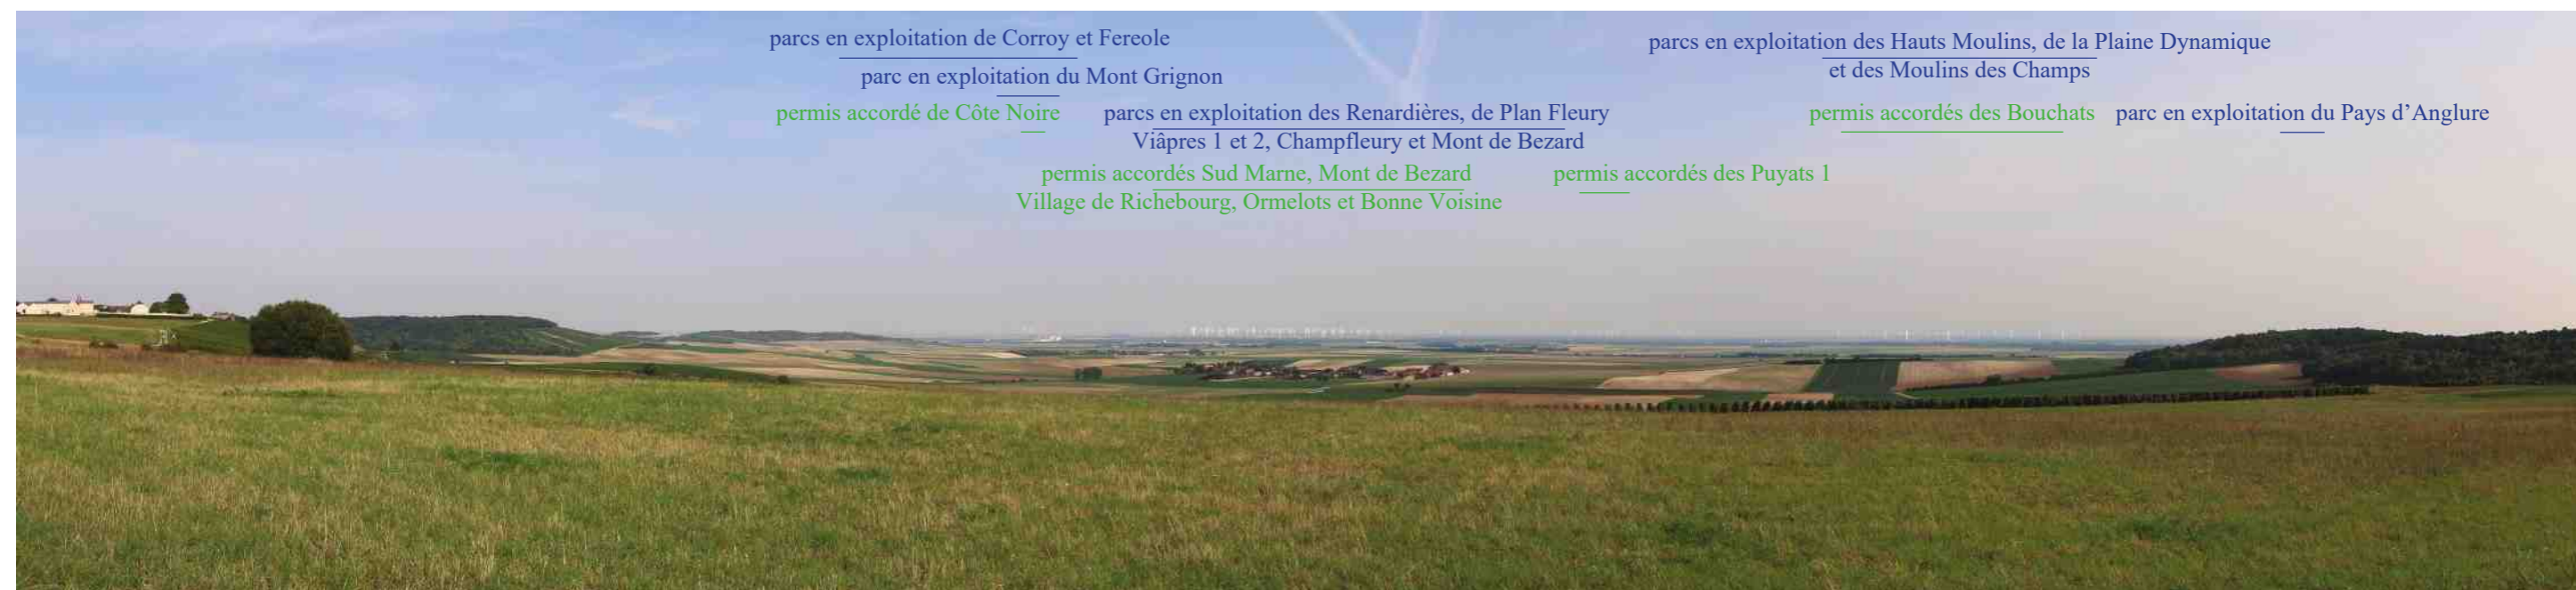 parcs en exploitation de Corroy et Fereole
parc en exploitation du Mont Grignon
permis accordé de Côte Noire
parcs en exploitation des Renardières, de Plan Fleury
Viâpres 1 et 2, Champfleury et Mont de Bezard
permis accordés Sud Marne, Mont de Bezard
Village de Richebourg, Ormelots et Bonne Voisine
permis accordés des Puyats 1
parcs en exploitation des Hauts Moulins, de la Plaine Dynamique
et des Moulins des Champs
permis accordés des Bouchats
parc en exploitation du Pays d'Anglure